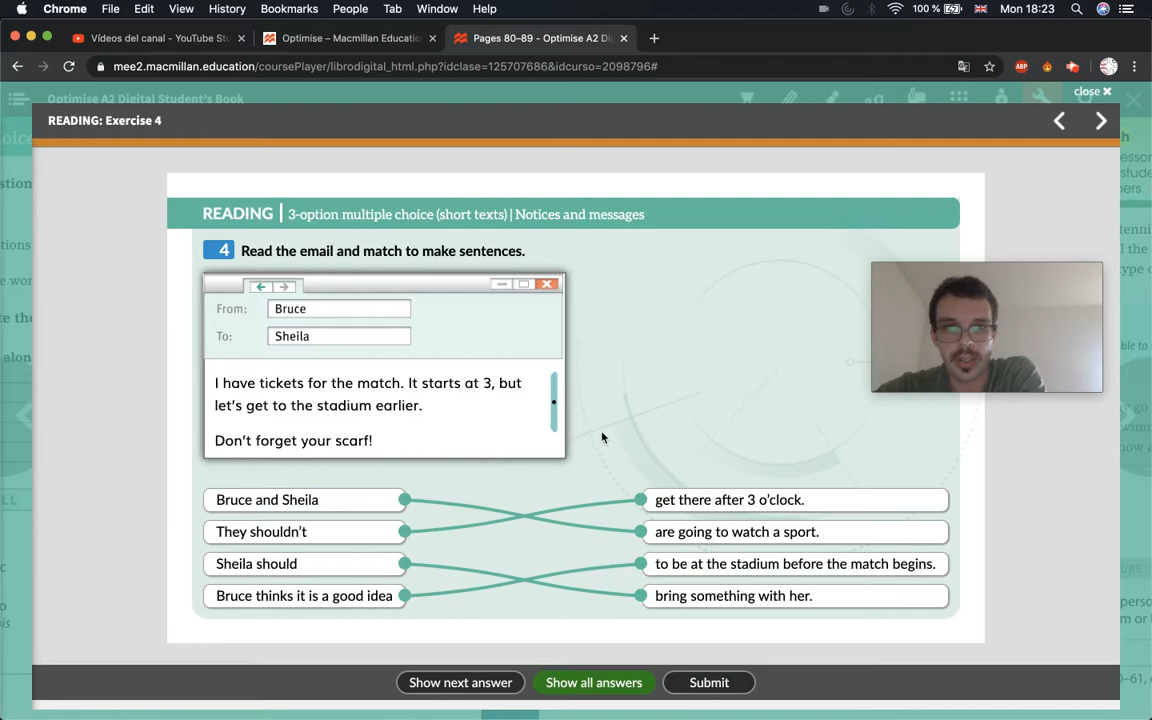 Chrome File Edit View History Bookmarks People Tab Window Help 100 % Mon 18:23
Vídeos del canal - YouTube St
Optimise – Macmillan Educatio
Pages 80–89 - Optimise A2 Di
mee2.macmillan.education/coursePlayer/librodigital_html.php?idclase=125707686&idcurso=2098796#
ABP
Optimise A2 Digital Student's Book
close
READING: Exercise 4
READING 3-option multiple choice (short texts) | Notices and messages
4 Read the email and match to make sentences.
From: Bruce
To: Sheila
I have tickets for the match. It starts at 3, but
let's get to the stadium earlier.
Don't forget your scarf!
Bruce and Sheila
get there after 3 o'clock.
They shouldn't
are going to watch a sport.
Sheila should
to be at the stadium before the match begins.
Bruce thinks it is a good idea
bring something with her.
Show next answer
Show all answers
Submit